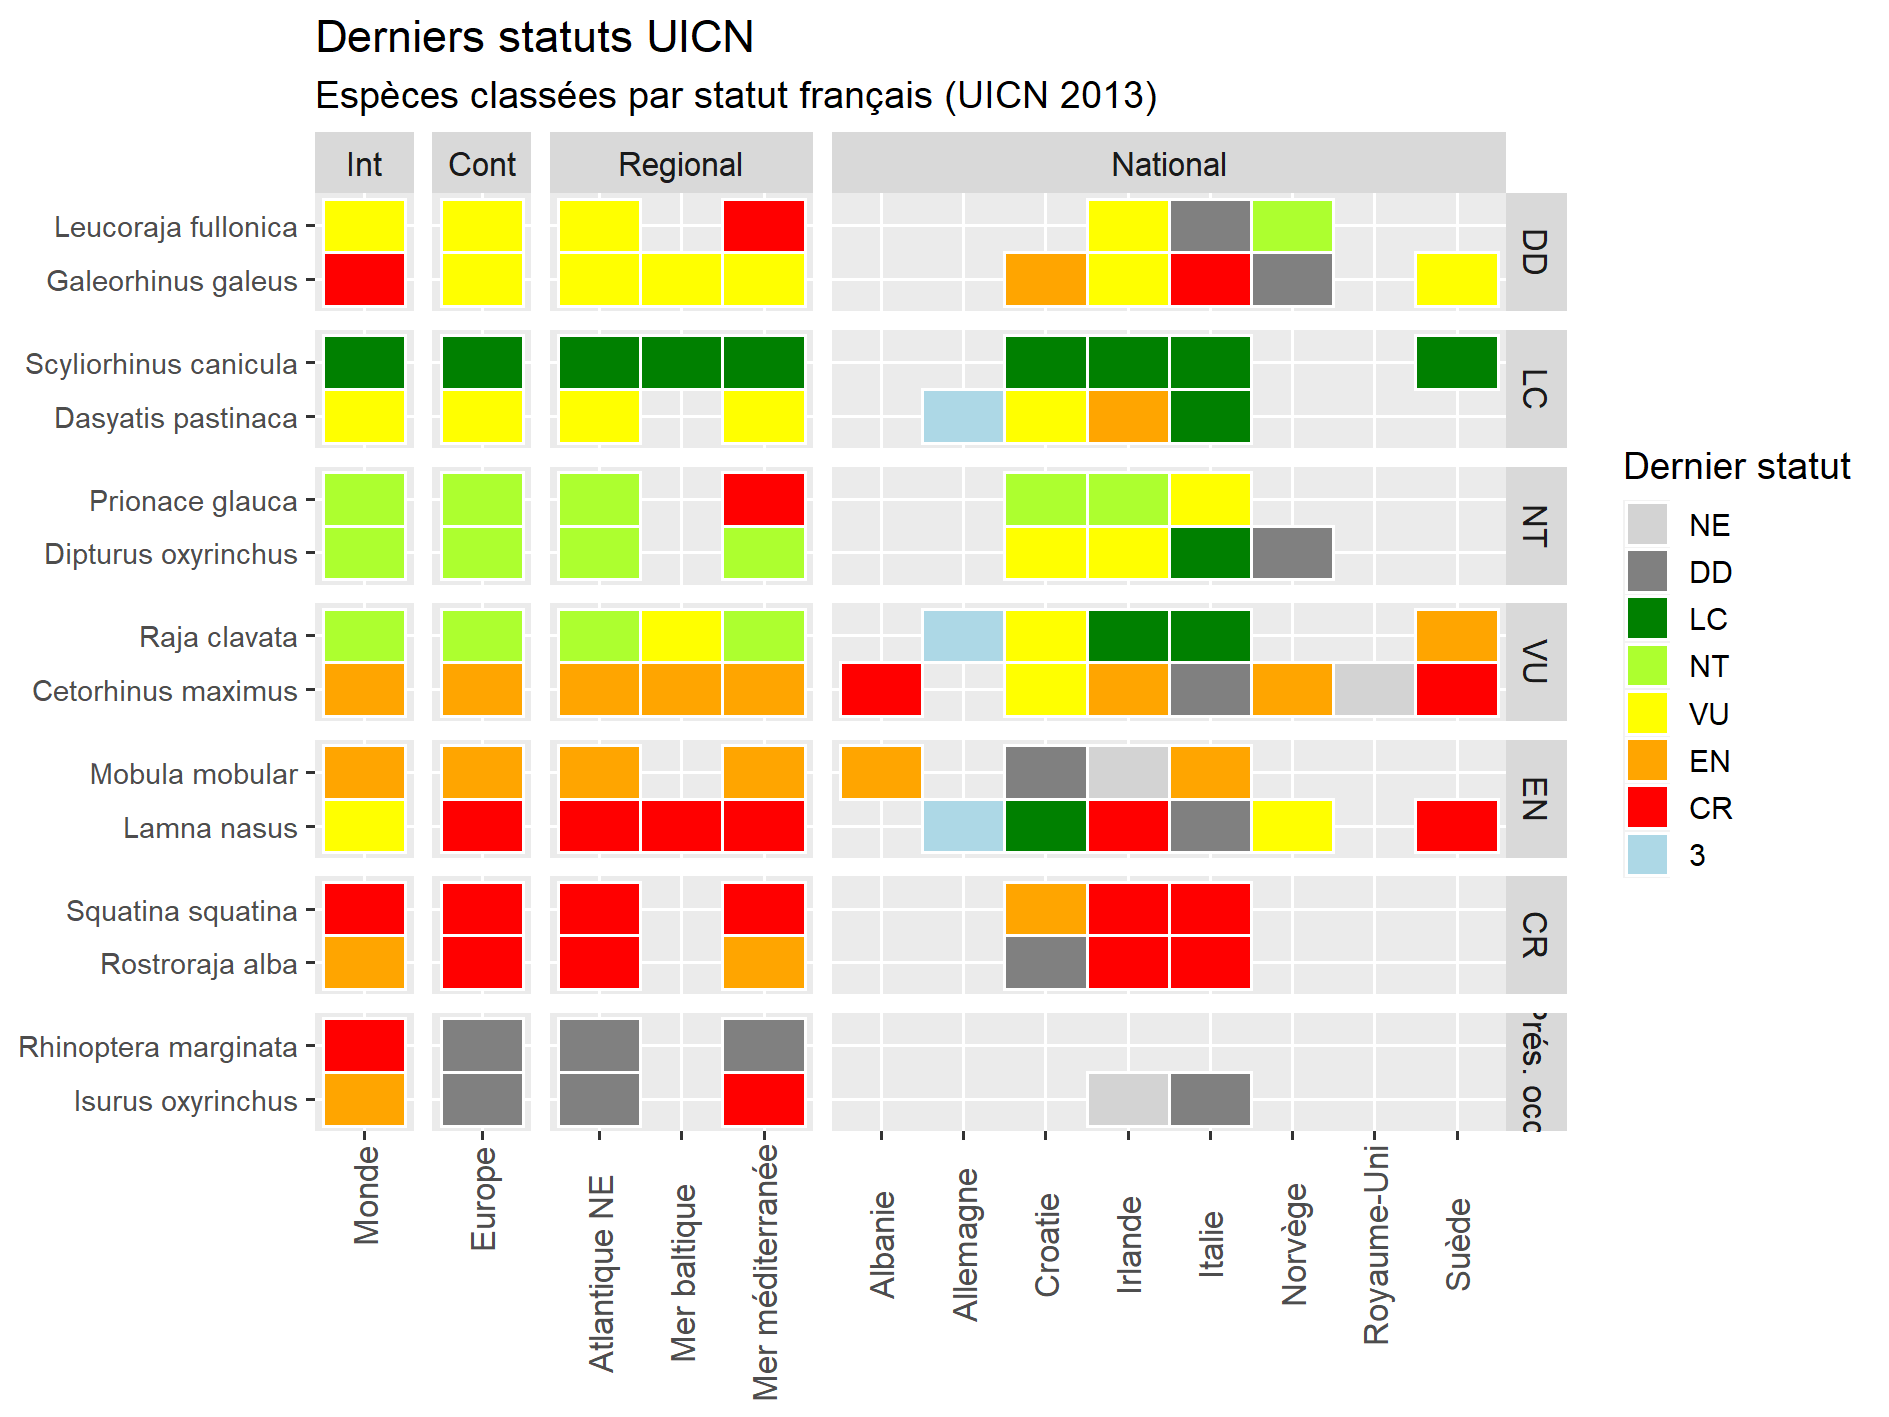 Derniers statuts UICN
Espèces classées par statut français (UICN 2013)
Int
Cont
Regional
National
Leucoraja fullonica
Galeorhinus galeus
DD
Scyliorhinus canicula
Dasyatis pastinaca
LC
Prionace glauca
Dipturus oxyrinchus
NT
Raja clavata
Cetorhinus maximus
VU
Mobula mobular
Lamna nasus
EN
Squatina squatina
Rostroraja alba
CR
Rhinoptera marginata
Isurus oxyrinchus
Prés. occ
Monde
Europe
Atlantique NE
Mer baltique
Mer méditerranée
Albanie
Allemagne
Croatie
Irlande
Italie
Norvège
Royaume-Uni
Suède
Dernier statut
NE
DD
LC
NT
VU
EN
CR
3